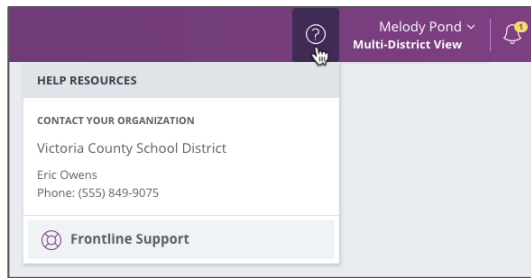 ?
Melody Pond
Multi-District View
1
HELP RESOURCES
CONTACT YOUR ORGANIZATION
Victoria County School District
Eric Owens
Phone: (555) 849-9075
Frontline Support